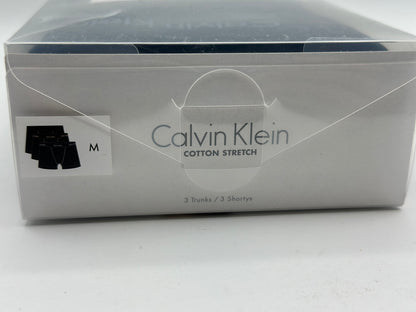 M
Calvin Klein
COTTON STRETCH
3 Trunks / 3 Shortys